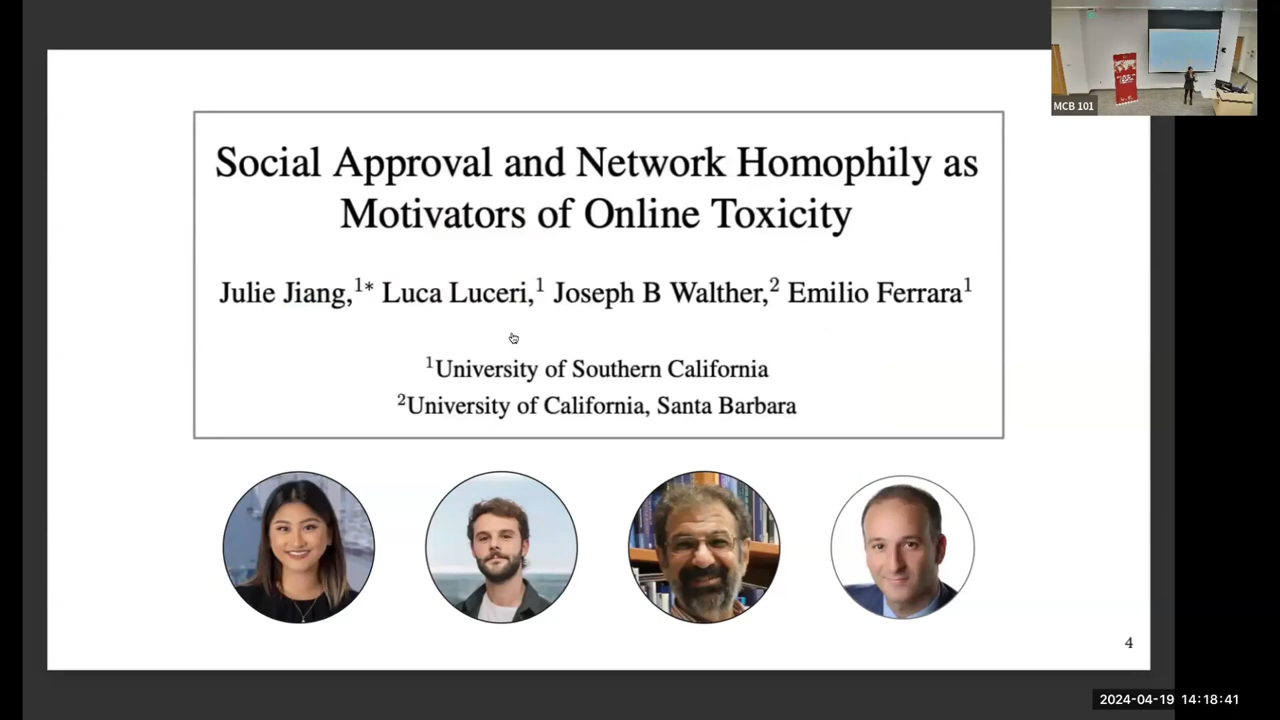 MCB 101
Social Approval and Network Homophily as
Motivators of Online Toxicity
Julie Jiang,¹* Luca Luceri,¹ Joseph B Walther,² Emilio Ferrara¹
¹University of Southern California
²University of California, Santa Barbara
4
2024-04-19 14:18:41